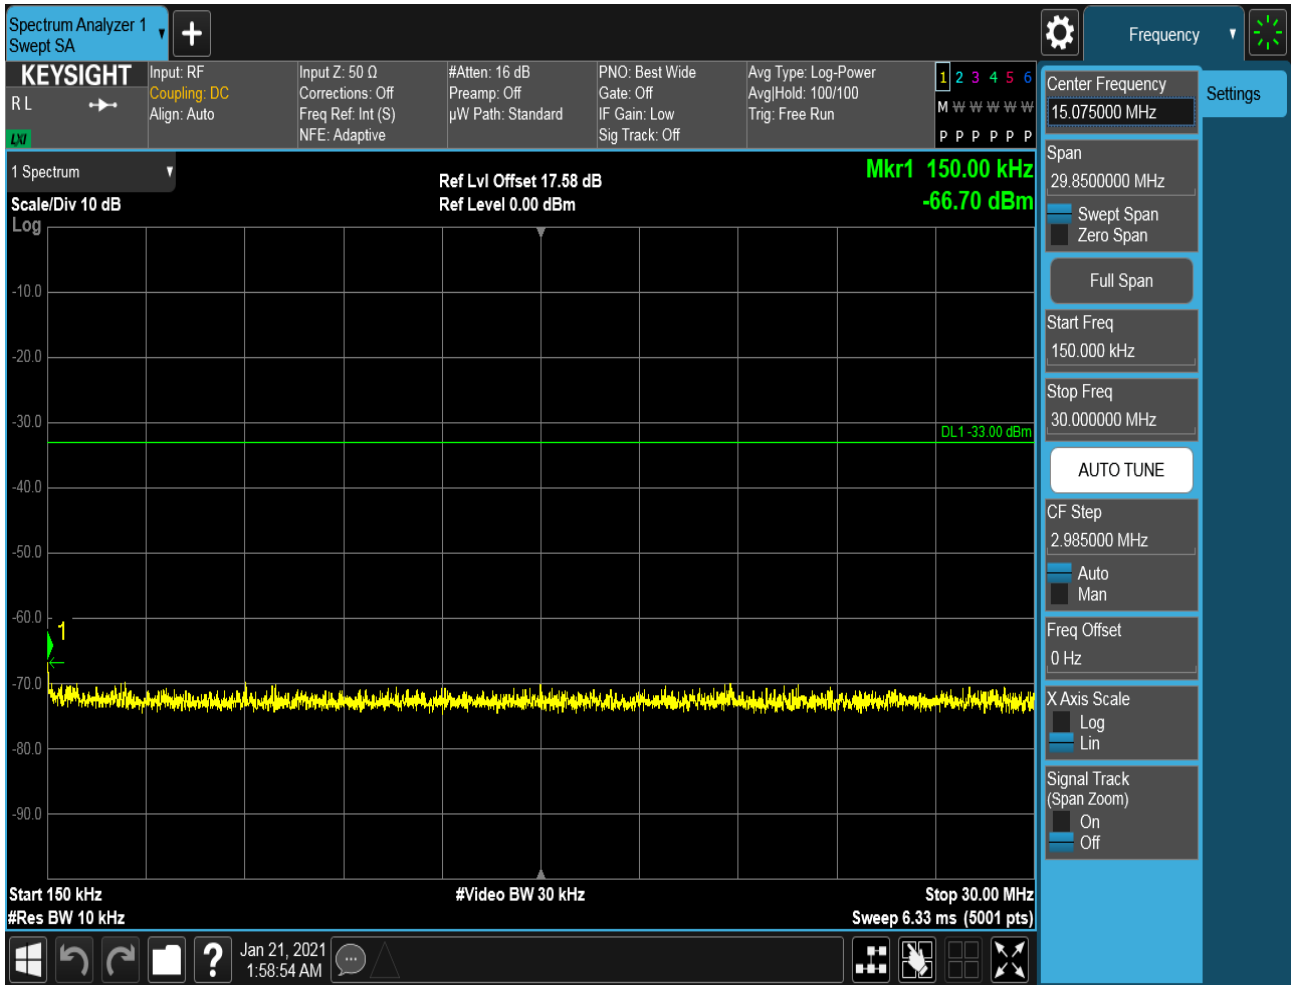 Spectrum Analyzer 1
Swept SA
+
Frequency
KEYSIGHT
R L
LXI
Input: RF
Coupling: DC
Align: Auto
Input Z: 50 Ω
Corrections: Off
Freq Ref: Int (S)
NFE: Adaptive
#Atten: 16 dB
Preamp: Off
µW Path: Standard
PNO: Best Wide
Gate: Off
IF Gain: Low
Sig Track: Off
Avg Type: Log-Power
Avg|Hold: 100/100
Trig: Free Run
1 2 3 4 5 6
M W W W W W
P P P P P P
1 Spectrum
Scale/Div 10 dB
Log
Ref Lvl Offset 17.58 dB
Ref Level 0.00 dBm
Mkr1 150.00 kHz
-66.70 dBm
-10.0
-20.0
-30.0
DL1 -33.00 dBm
-40.0
-50.0
-60.0
1
-70.0
-80.0
-90.0
Start 150 kHz
#Res BW 10 kHz
#Video BW 30 kHz
Stop 30.00 MHz
Sweep 6.33 ms (5001 pts)
Center Frequency
15.075000 MHz
Settings
Span
29.8500000 MHz
Swept Span
Zero Span
Full Span
Start Freq
150.000 kHz
Stop Freq
30.000000 MHz
AUTO TUNE
CF Step
2.985000 MHz
Auto
Man
Freq Offset
0 Hz
X Axis Scale
Log
Lin
Signal Track
(Span Zoom)
On
Off
?
Jan 21, 2021
1:58:54 AM